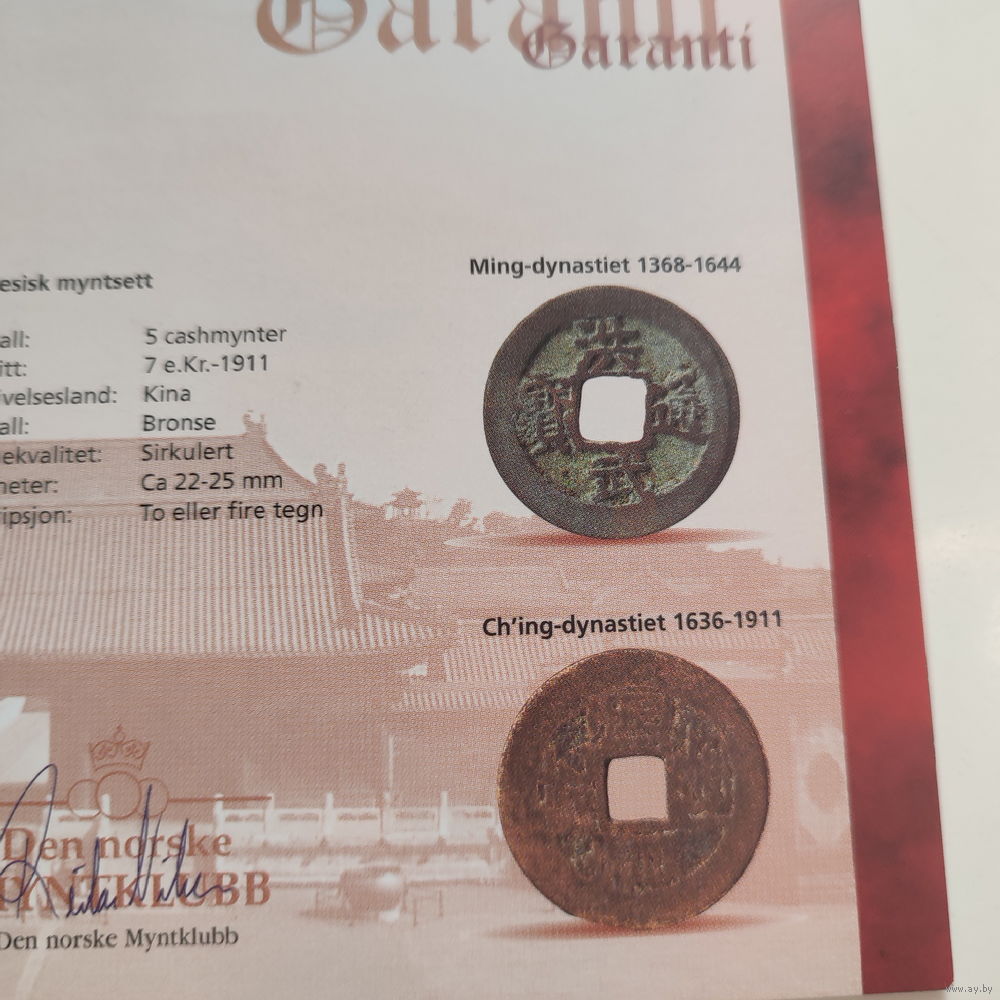 Garanti
Garanti
esisk myntsett
all: 5 cashmynter
itt: 7 e.Kr.-1911
ivelsesland: Kina
all: Bronse
ekvalitet: Sirkulert
meter: Ca 22-25 mm
ripsjon: To eller fire tegn
Ming-dynastiet 1368-1644
洪武通寶
Ch’ing-dynastiet 1636-1911
Den norske
MYNTKLUBB
Den norske Myntklubb
www.ay.by